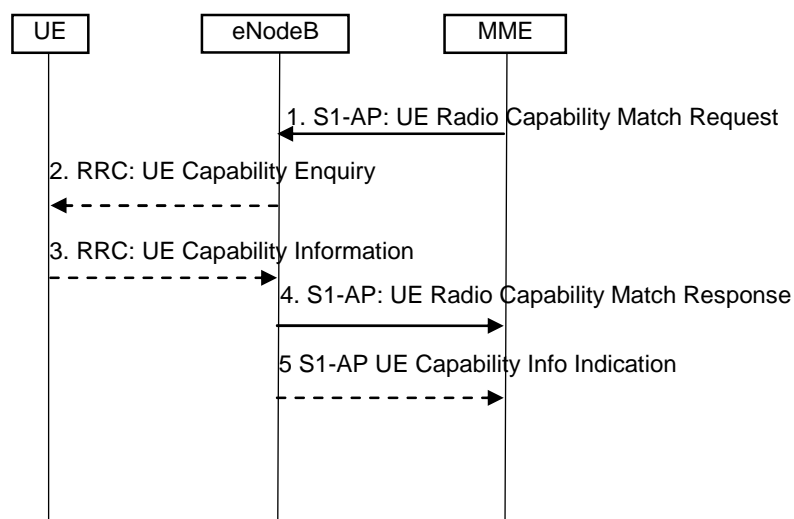 UE
eNodeB
MME
1. S1-AP: UE Radio Capability Match Request
2. RRC: UE Capability Enquiry
3. RRC: UE Capability Information
4. S1-AP: UE Radio Capability Match Response
5 S1-AP UE Capability Info Indication